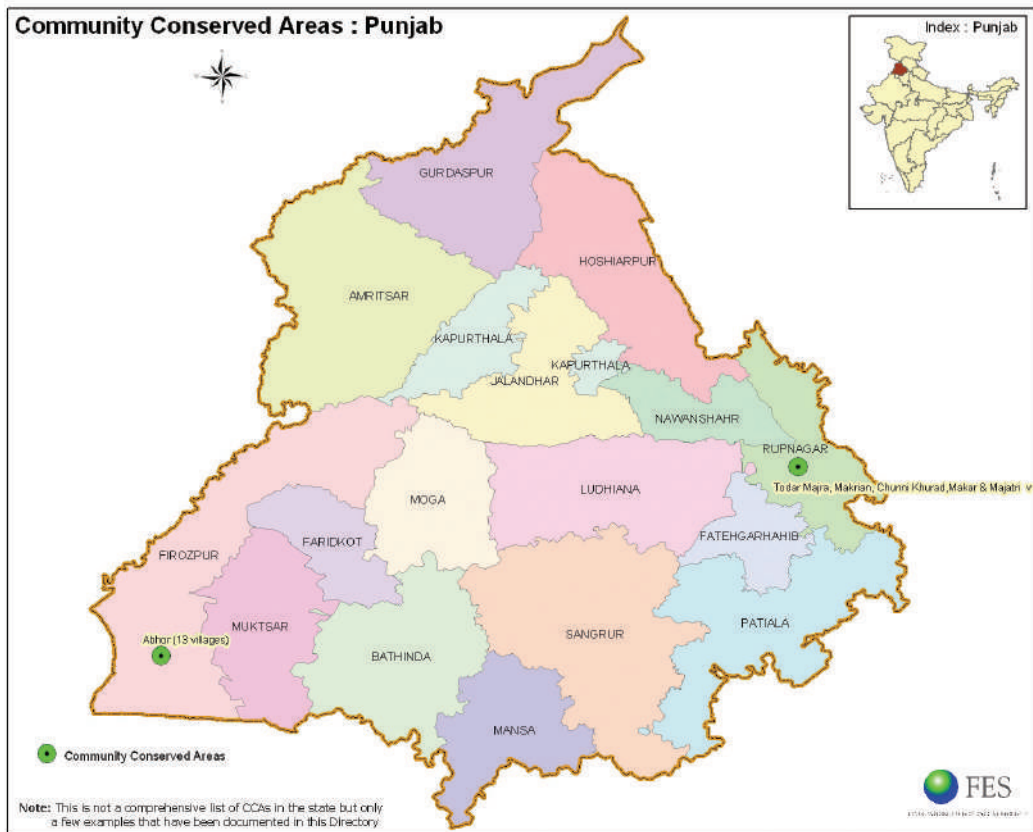 Community Conserved Areas : Punjab
Index : Punjab
GURDASPUR
HOSHIARPUR
AMRITSAR
KAPURTHALA
KAPURTHALA
JALANDHAR
NAWANSHAHR
RUPNAGAR
Todar Majra, Makrian, Chunni Khurad,Makar & Majatri v
LUDHIANA
MOGA
FATEHGARHAHIB
FARIDKOT
FIROZPUR
MUKTSAR
PATIALA
Abhor (13 villages)
SANGRUR
BATHINDA
MANSA
Community Conserved Areas
FES
Note: This is not a comprehensive list of CCAs in the state but only
a few examples that have been documented in this Directory